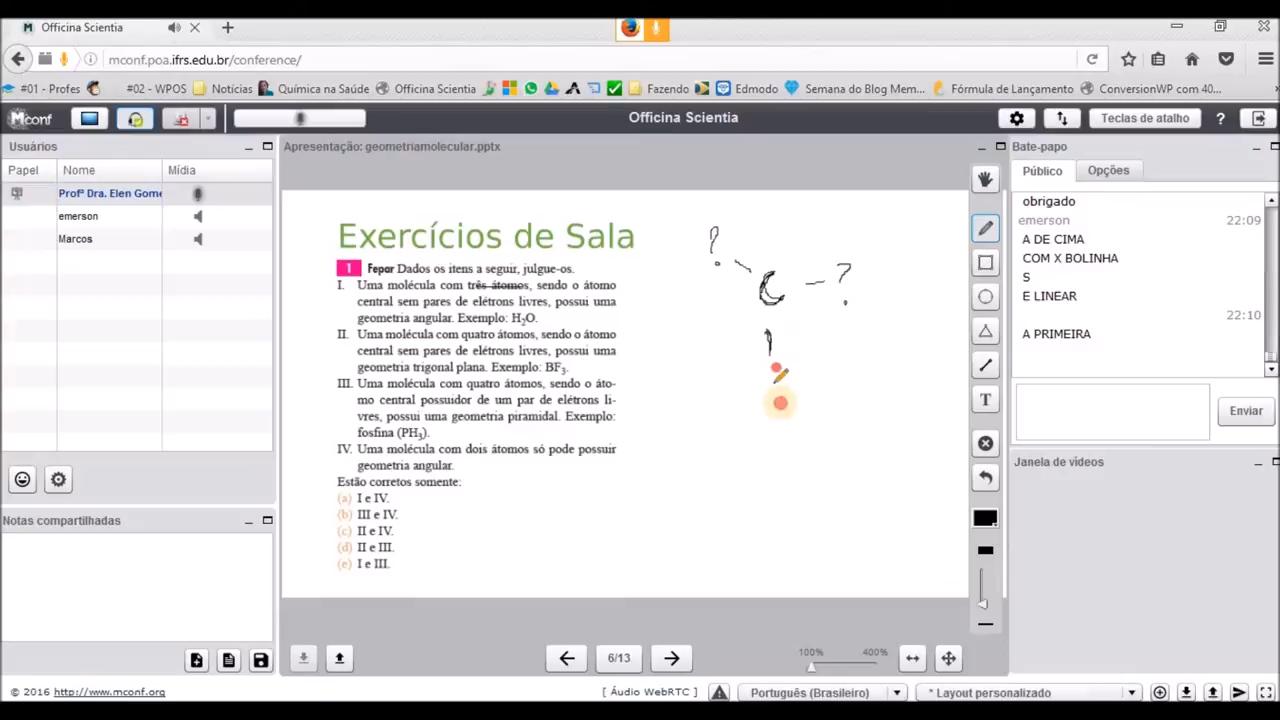 Officina Scientia
mconf.poa.ifrs.edu.br/conference/
#01 - Profes
#02 - WPOS
Notícias
Química na Saúde
Officina Scientia
Fazendo
Edmodo
Semana do Blog Mem...
Fórmula de Lançamento
ConversionWP com 40...
Mconf
Officina Scientia
Teclas de atalho
?
Usuários
Papel
Nome
Mídia
Profª Dra. Elen Gome
emerson
Marcos
Notas compartilhadas
Apresentação: geometriamolecular.pptx
Exercícios de Sala
1 Fepar Dados os itens a seguir, julgue-os.
I. Uma molécula com três átomos, sendo o átomo
central sem pares de elétrons livres, possui uma
geometria angular. Exemplo: H₂O.
II. Uma molécula com quatro átomos, sendo o átomo
central sem pares de elétrons livres, possui uma
geometria trigonal plana. Exemplo: BF₃.
III. Uma molécula com quatro átomos, sendo o áto-
mo central possuidor de um par de elétrons li-
vres, possui uma geometria piramidal. Exemplo:
fosfina (PH₃).
IV. Uma molécula com dois átomos só pode possuir
geometria angular.
Estão corretos somente:
(a) I e IV.
(b) III e IV.
(c) II e IV.
(d) II e III.
(e) I e III.
?
C
?
T
6/13
100%
400%
Bate-papo
Público
Opções
obrigado
emerson 22:09
A DE CIMA
COM X BOLINHA
S
E LINEAR
22:10
A PRIMEIRA
Enviar
Janela de vídeos
© 2016 http://www.mconf.org
[ Áudio WebRTC ]
Português (Brasileiro)
* Layout personalizado